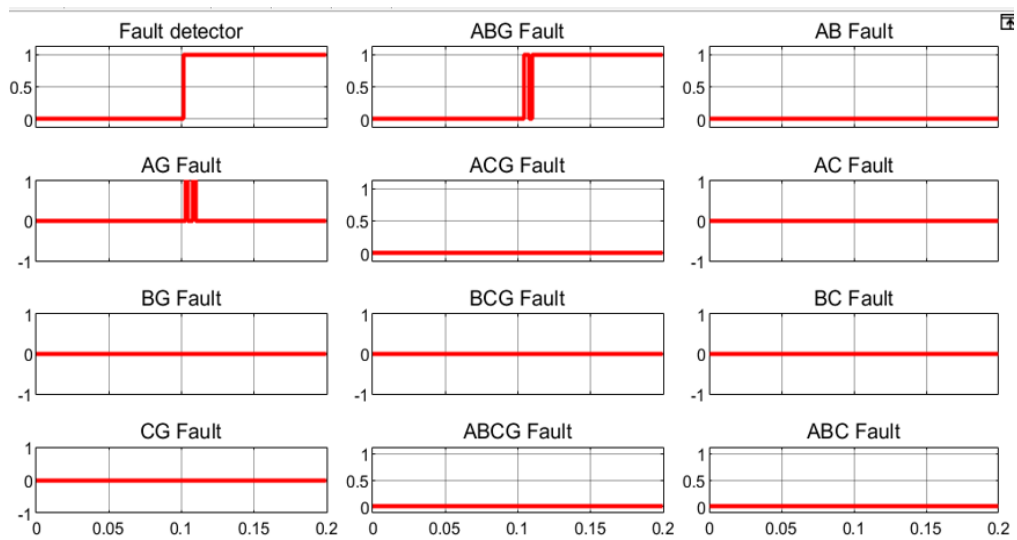 Fault detector ABG Fault AB Fault
1 1 1
0.5 0.5 0.5
0 0 0
AG Fault ACG Fault AC Fault
1 1 1
0 0.5 0
-1 0 -1
BG Fault BCG Fault BC Fault
1 1 1
0 0 0
-1 -1 -1
CG Fault ABCG Fault ABC Fault
1 1 1
0 0.5 0.5
-1 0 0
0 0.05 0.1 0.15 0.2 0 0.05 0.1 0.15 0.2 0 0.05 0.1 0.15 0.2